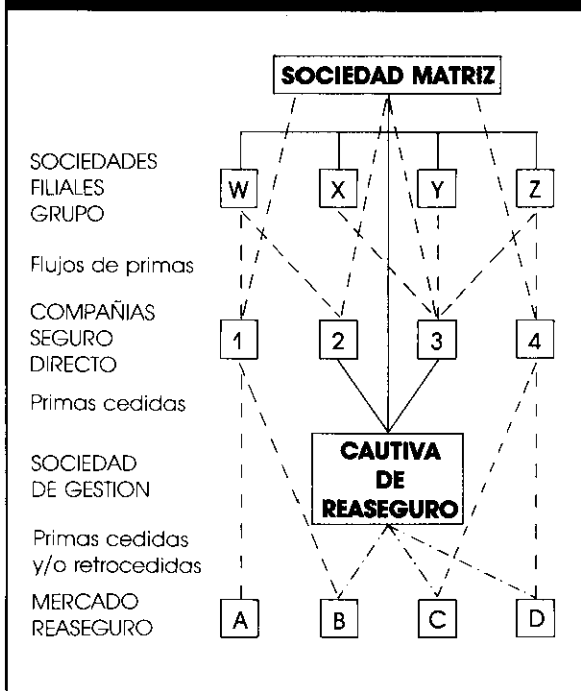 SOCIEDAD MATRIZ
SOCIEDADES
FILIALES
GRUPO
W X Y Z
Flujos de primas
COMPAÑIAS
SEGURO
DIRECTO
1 2 3 4
Primas cedidas
SOCIEDAD
DE GESTION
CAUTIVA
DE
REASEGURO
Primas cedidas
y/o retrocedidas
MERCADO
REASEGURO
A B C D